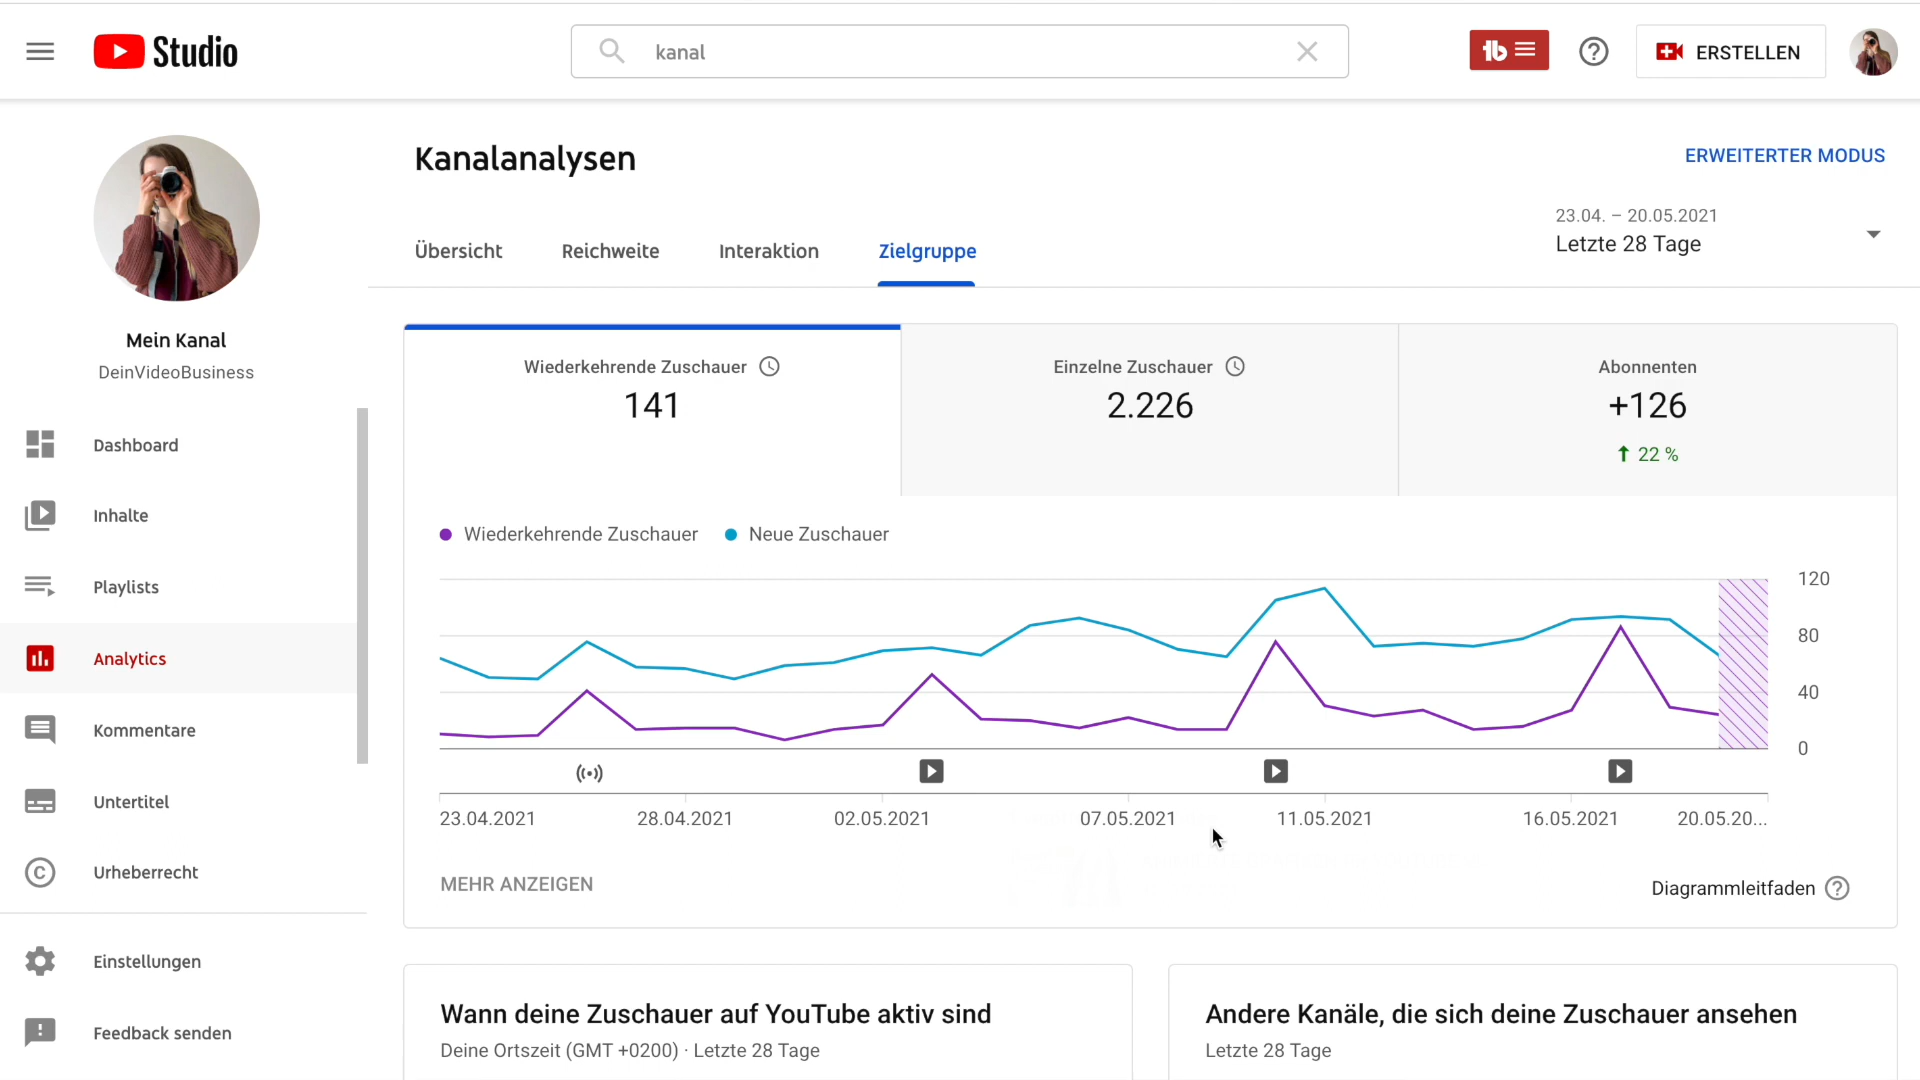 Studio
kanal
ERSTELLEN
Mein Kanal
DeinVideoBusiness
Dashboard
Inhalte
Playlists
Analytics
Kommentare
Untertitel
Urheberrecht
Einstellungen
Feedback senden
Kanalanalysen
ERWEITERTER MODUS
Übersicht
Reichweite
Interaktion
Zielgruppe
23.04. – 20.05.2021
Letzte 28 Tage
Wiederkehrende Zuschauer
141
Einzelne Zuschauer
2.226
Abonnenten
+126
22 %
Wiederkehrende Zuschauer
Neue Zuschauer
120
80
40
0
23.04.2021
28.04.2021
02.05.2021
07.05.2021
11.05.2021
16.05.2021
20.05.20...
MEHR ANZEIGEN
Diagrammleitfaden
Wann deine Zuschauer auf YouTube aktiv sind
Deine Ortszeit (GMT +0200) · Letzte 28 Tage
Andere Kanäle, die sich deine Zuschauer ansehen
Letzte 28 Tage